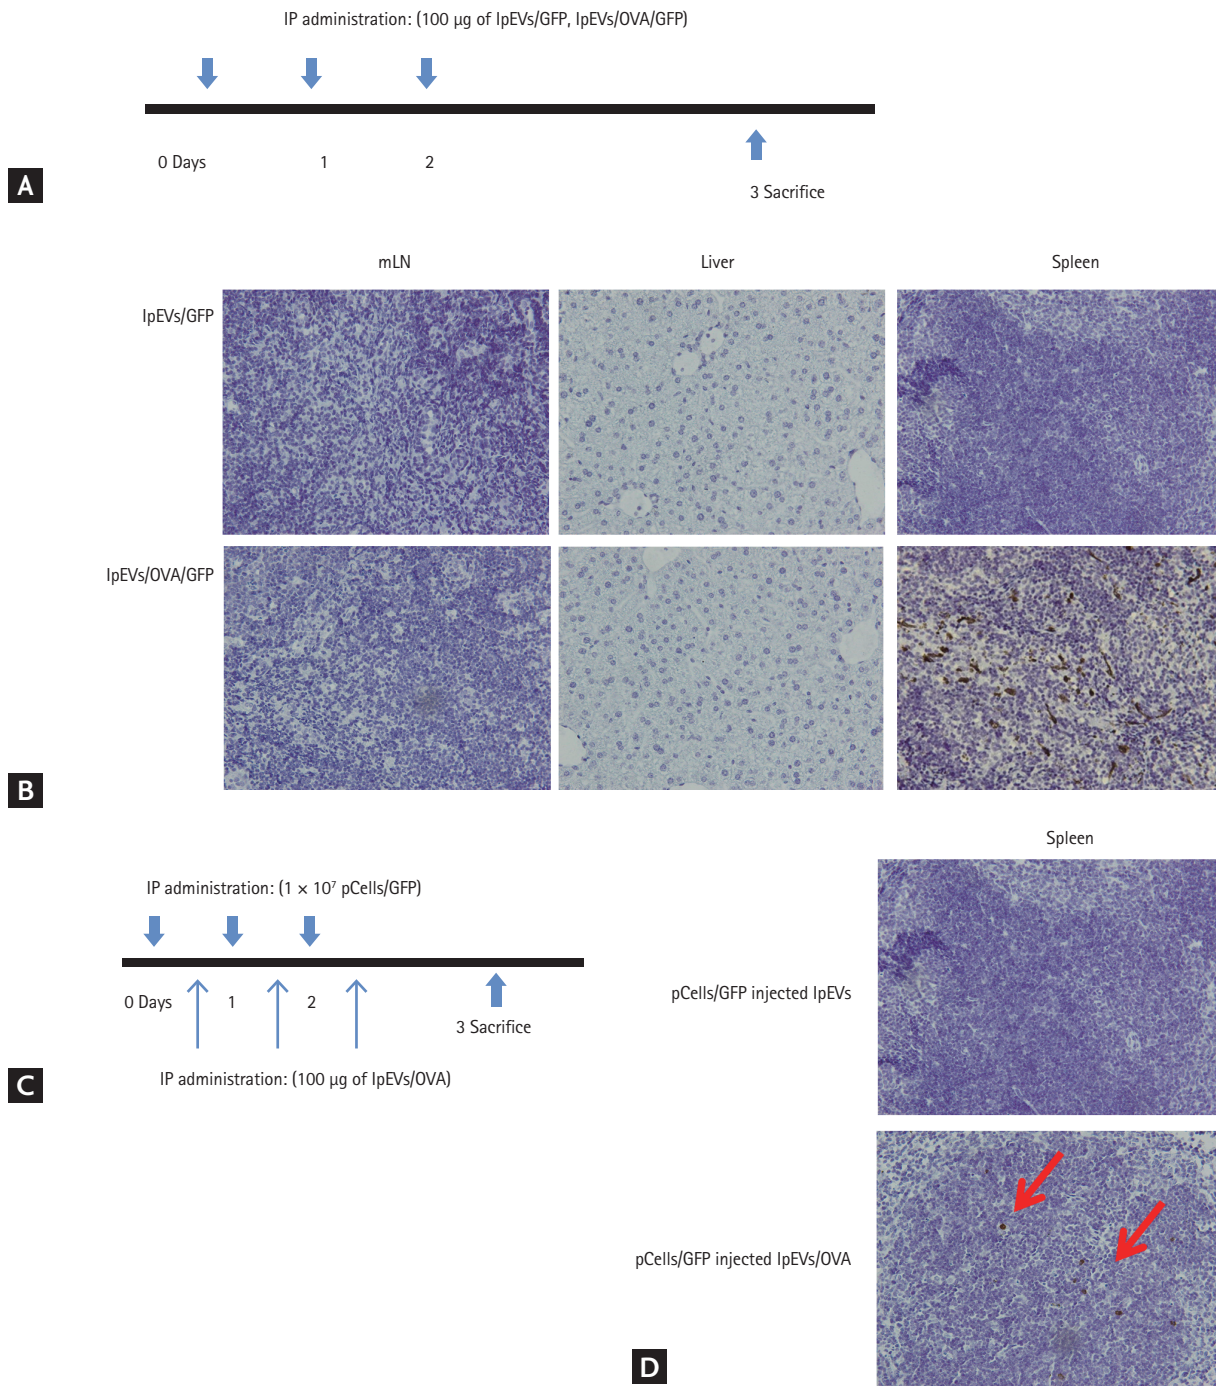 IP administration: (100 µg of IpEVs/GFP, IpEVs/OVA/GFP)
0 Days 1 2
3 Sacrifice
A
mLN Liver Spleen
IpEVs/GFP
IpEVs/OVA/GFP
B
Spleen
IP administration: (1 × 10⁷ pCells/GFP)
0 Days 1 2
3 Sacrifice
IP administration: (100 µg of IpEVs/OVA)
C
pCells/GFP injected IpEVs
pCells/GFP injected IpEVs/OVA
D